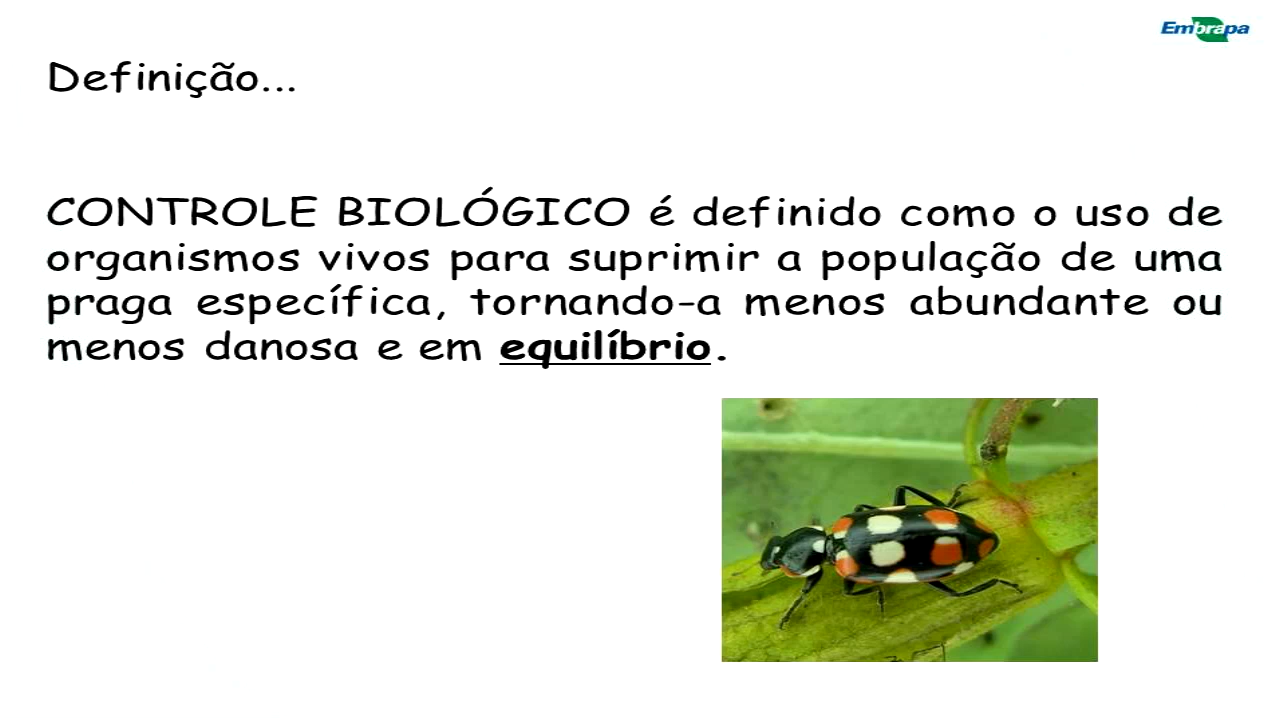 Embrapa
Definição...
CONTROLE BIOLÓGICO é definido como o uso de
organismos vivos para suprimir a população de uma
praga específica, tornando-a menos abundante ou
menos danosa e em equilíbrio.